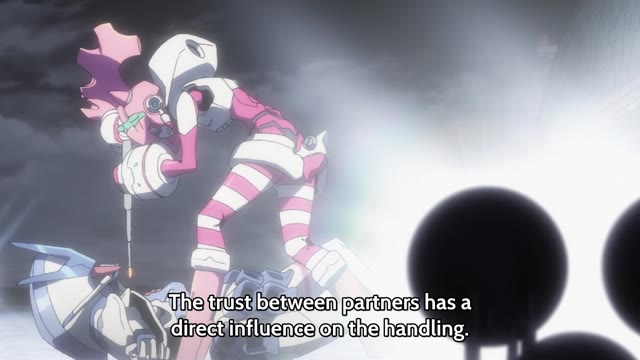 The trust between partners has a
direct influence on the handling.